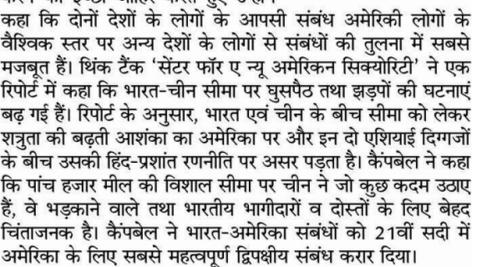 कहा कि दोनों देशों के लोगों के आपसी संबंध अमेरिकी लोगों के
वैश्विक स्तर पर अन्य देशों के लोगों से संबंधों की तुलना में सबसे
मजबूत हैं। थिंक टैंक ‘सेंटर फॉर ए न्यू अमेरिकन सिक्योरिटी’ ने एक
रिपोर्ट में कहा कि भारत-चीन सीमा पर घुसपैठ तथा झड़पों की घटनाएं
बढ़ गई हैं। रिपोर्ट के अनुसार, भारत एवं चीन के बीच सीमा को लेकर
शत्रुता की बढ़ती आशंका का अमेरिका पर और इन दो एशियाई दिग्गजों
के बीच उसकी हिंद-प्रशांत रणनीति पर असर पड़ता है। कैंपबेल ने कहा
कि पांच हजार मील की विशाल सीमा पर चीन ने जो कुछ कदम उठाए
हैं, वे भड़काने वाले तथा भारतीय भागीदारों व दोस्तों के लिए बेहद
चिंताजनक है। कैंपबेल ने भारत-अमेरिका संबंधों को 21वीं सदी में
अमेरिका के लिए सबसे महत्वपूर्ण द्विपक्षीय संबंध करार दिया।